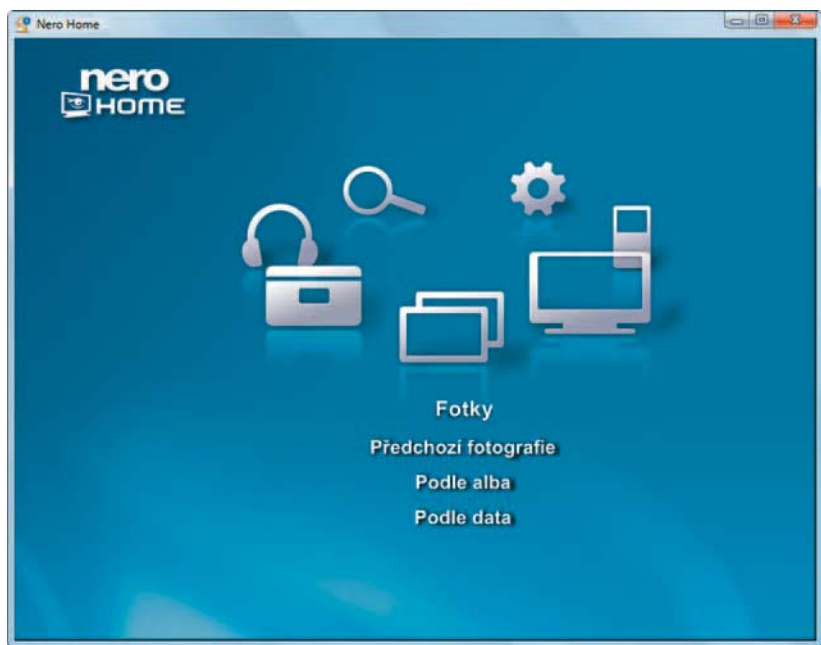 Nero Home
nero
HOME
Fotky
Předchozí fotografie
Podle alba
Podle data